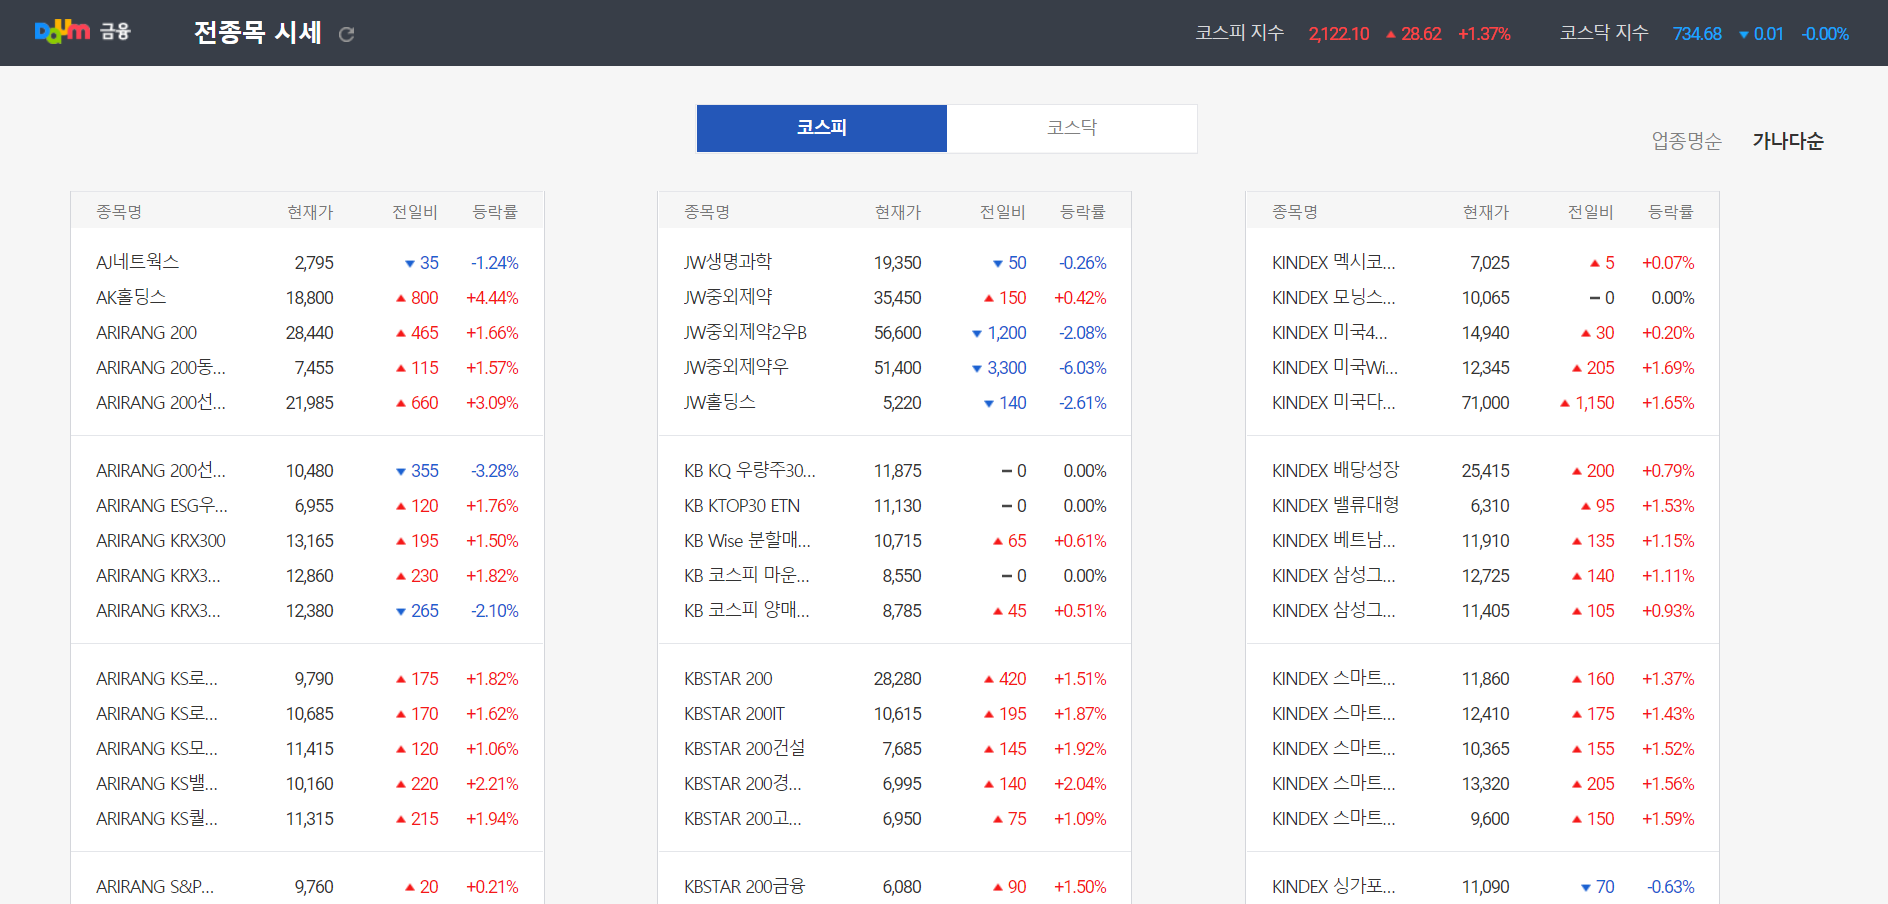 Daum 금융 전종목 시세 코스피 지수 2,122.10 ▲ 28.62 +1.37% 코스닥 지수 734.68 ▼ 0.01 -0.00%
코스피 코스닥
업종명순 가나다순
종목명 현재가 전일비 등락률
AJ네트웍스 2,795 ▼ 35 -1.24%
AK홀딩스 18,800 ▲ 800 +4.44%
ARIRANG 200 28,440 ▲ 465 +1.66%
ARIRANG 200동... 7,455 ▲ 115 +1.57%
ARIRANG 200선... 21,985 ▲ 660 +3.09%
ARIRANG 200선... 10,480 ▼ 355 -3.28%
ARIRANG ESG우... 6,955 ▲ 120 +1.76%
ARIRANG KRX300 13,165 ▲ 195 +1.50%
ARIRANG KRX3... 12,860 ▲ 230 +1.82%
ARIRANG KRX3... 12,380 ▼ 265 -2.10%
ARIRANG KS로... 9,790 ▲ 175 +1.82%
ARIRANG KS로... 10,685 ▲ 170 +1.62%
ARIRANG KS모... 11,415 ▲ 120 +1.06%
ARIRANG KS밸... 10,160 ▲ 220 +2.21%
ARIRANG KS퀄... 11,315 ▲ 215 +1.94%
ARIRANG S&P... 9,760 ▲ 20 +0.21%
종목명 현재가 전일비 등락률
JW생명과학 19,350 ▼ 50 -0.26%
JW중외제약 35,450 ▲ 150 +0.42%
JW중외제약2우B 56,600 ▼ 1,200 -2.08%
JW중외제약우 51,400 ▼ 3,300 -6.03%
JW홀딩스 5,220 ▼ 140 -2.61%
KB KQ 우량주30... 11,875 − 0 0.00%
KB KTOP30 ETN 11,130 − 0 0.00%
KB Wise 분할매... 10,715 ▲ 65 +0.61%
KB 코스피 마운... 8,550 − 0 0.00%
KB 코스피 양매... 8,785 ▲ 45 +0.51%
KBSTAR 200 28,280 ▲ 420 +1.51%
KBSTAR 200IT 10,615 ▲ 195 +1.87%
KBSTAR 200건설 7,685 ▲ 145 +1.92%
KBSTAR 200경... 6,995 ▲ 140 +2.04%
KBSTAR 200고... 6,950 ▲ 75 +1.09%
KBSTAR 200금융 6,080 ▲ 90 +1.50%
종목명 현재가 전일비 등락률
KINDEX 멕시코... 7,025 ▲ 5 +0.07%
KINDEX 모닝스... 10,065 − 0 0.00%
KINDEX 미국4... 14,940 ▲ 30 +0.20%
KINDEX 미국Wi... 12,345 ▲ 205 +1.69%
KINDEX 미국다... 71,000 ▲ 1,150 +1.65%
KINDEX 배당성장 25,415 ▲ 200 +0.79%
KINDEX 밸류대형 6,310 ▲ 95 +1.53%
KINDEX 베트남... 11,910 ▲ 135 +1.15%
KINDEX 삼성그... 12,725 ▲ 140 +1.11%
KINDEX 삼성그... 11,405 ▲ 105 +0.93%
KINDEX 스마트... 11,860 ▲ 160 +1.37%
KINDEX 스마트... 12,410 ▲ 175 +1.43%
KINDEX 스마트... 10,365 ▲ 155 +1.52%
KINDEX 스마트... 13,320 ▲ 205 +1.56%
KINDEX 스마트... 9,600 ▲ 150 +1.59%
KINDEX 싱가포... 11,090 ▼ 70 -0.63%